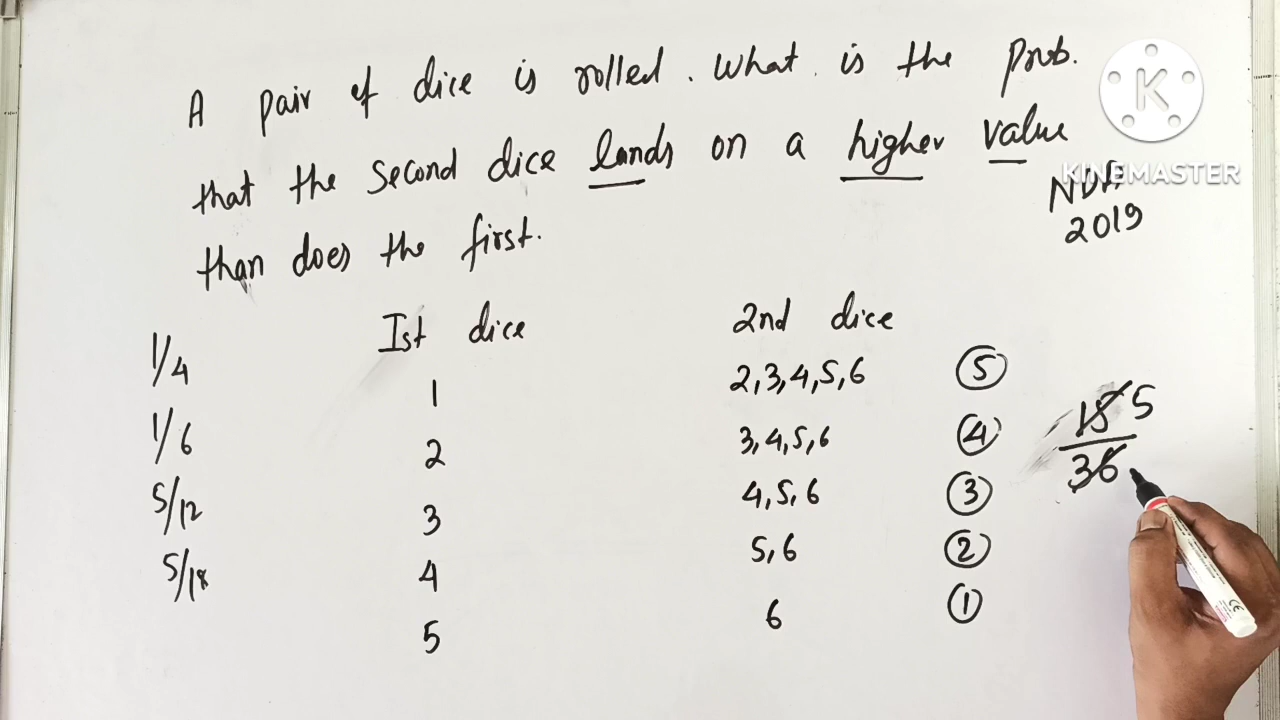 A pair of dice is rolled. What is the prob.
that the second dice lands on a higher value
than does the first.
NDA
2019
K
KINEMASTER
Ist dice 2nd dice
1/4
1 2,3,4,5,6 5
1/6
2 3,4,5,6 4
5/12
3 4,5,6 3
5/18
4 5,6 2
5 6 1
15 5
36